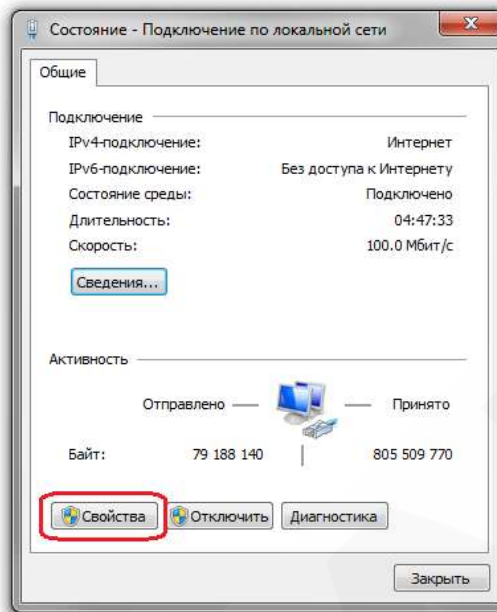 Состояние - Подключение по локальной сети
Общие
Подключение
IPv4-подключение: Интернет
IPv6-подключение: Без доступа к Интернету
Состояние среды: Подключено
Длительность: 04:47:33
Скорость: 100.0 Мбит/с
Сведения...
Активность
Отправлено — — Принято
Байт: 79 188 140 | 805 509 770
Свойства Отключить Диагностика
Закрыть